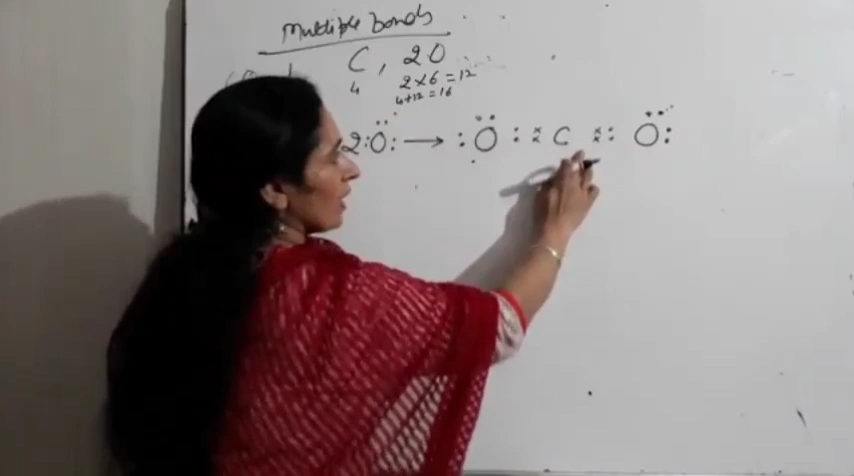 Multiple bonds
C, 2O
4 2×6=12
4+12=16
2:Ö: → :Ö : ×× C ×× : Ö: